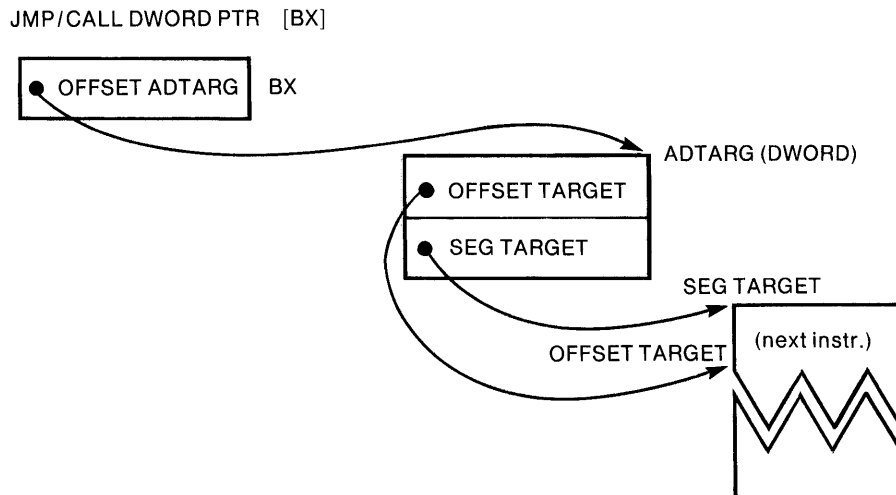 JMP/CALL DWORD PTR [BX]
OFFSET ADTARG BX
ADTARG (DWORD)
OFFSET TARGET
SEG TARGET
SEG TARGET
(next instr.)
OFFSET TARGET